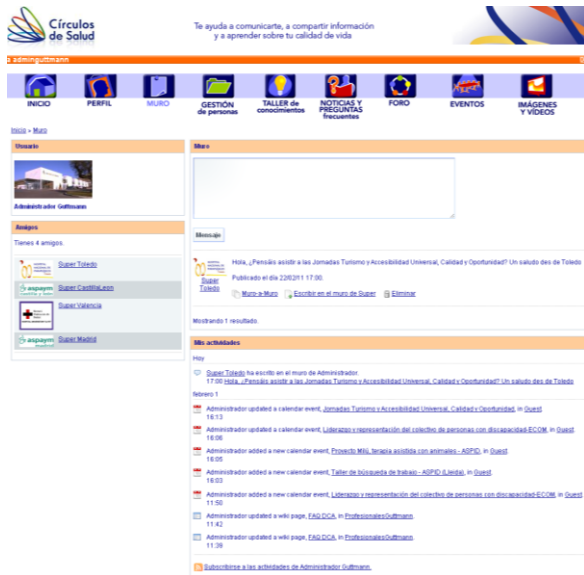 Círculos
de Salud
Te ayuda a comunicarte, a compartir información
y a aprender sobre tu calidad de vida
a adminguttmann
INICIO
PERFIL
MURO
GESTIÓN
de personas
TALLER de
conocimientos
NOTICIAS Y
PREGUNTAS
frecuentes
FORO
EVENTOS
IMÁGENES
Y VÍDEOS
Inicio » Muro
Usuario
Administrador Guttmann
Amigos
Tienes 4 amigos.
Super Toledo
aspaym
Super CastillaLeon
Super Valencia
aspaym
Super Madrid
Muro
Mensaje
Super
Toledo
Hola, ¿Pensáis asistir a las Jornadas Turismo y Accesibilidad Universal, Calidad y Oportunidad? Un saludo des de Toledo
Publicado el día 22/02/11 17:00.
Muro-a-Muro Escribir en el muro de Super Eliminar
Mostrando 1 resultado.
Mis actividades
Hoy
Super Toledo ha escrito en el muro de Administrador.
17:00 Hola, ¿Pensáis asistir a las Jornadas Turismo y Accesibilidad Universal, Calidad y Oportunidad? Un saludo des de Toledo
febrero 1
Administrador updated a calendar event, Jornadas Turismo y Accesibilidad Universal, Calidad y Oportunidad, in Guest.
16:13
Administrador updated a calendar event, Liderazgo y representación del colectivo de personas con discapacidad-ECOM, in Guest.
16:06
Administrador added a new calendar event, Proyecto Milú, terapia asistida con animales - ASPID, in Guest.
16:05
Administrador added a new calendar event, Taller de búsqueda de trabajo - ASPID (Lleida), in Guest.
16:03
Administrador added a new calendar event, Liderazgo y representación del colectivo de personas con discapacidad-ECOM, in Guest.
11:50
Administrador updated a wiki page, FAQ:DCA, in ProfesionalesGuttmann.
11:42
Administrador updated a wiki page, FAQ:DCA, in ProfesionalesGuttmann.
11:39
Subscribirse a las actividades de Administrador Guttmann.